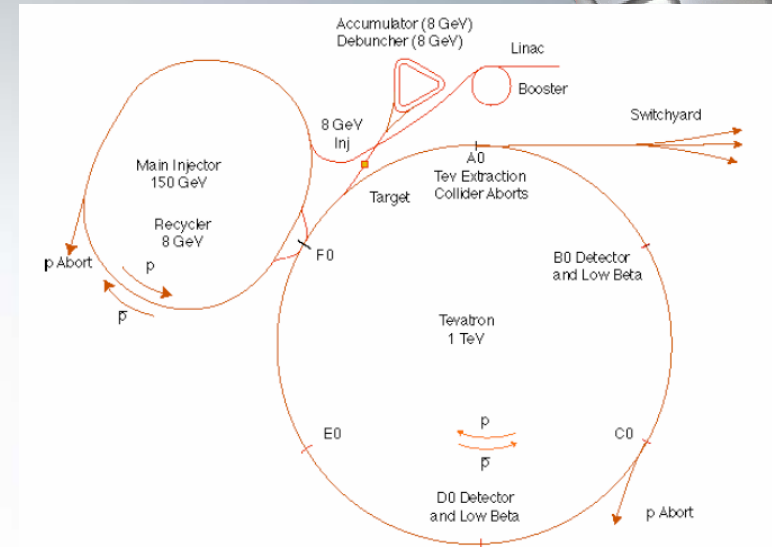 Accumulator (8 GeV)
Debuncher (8 GeV)
Linac
Booster
Switchyard
8 GeV
Inj
A0
Tev Extraction
Collider Aborts
Target
Main Injector
150 GeV
Recycler
8 GeV
F0
p Abort
p
p̅
B0 Detector
and Low Beta
Tevatron
1 TeV
E0
p
p̅
C0
D0 Detector
and Low Beta
p Abort